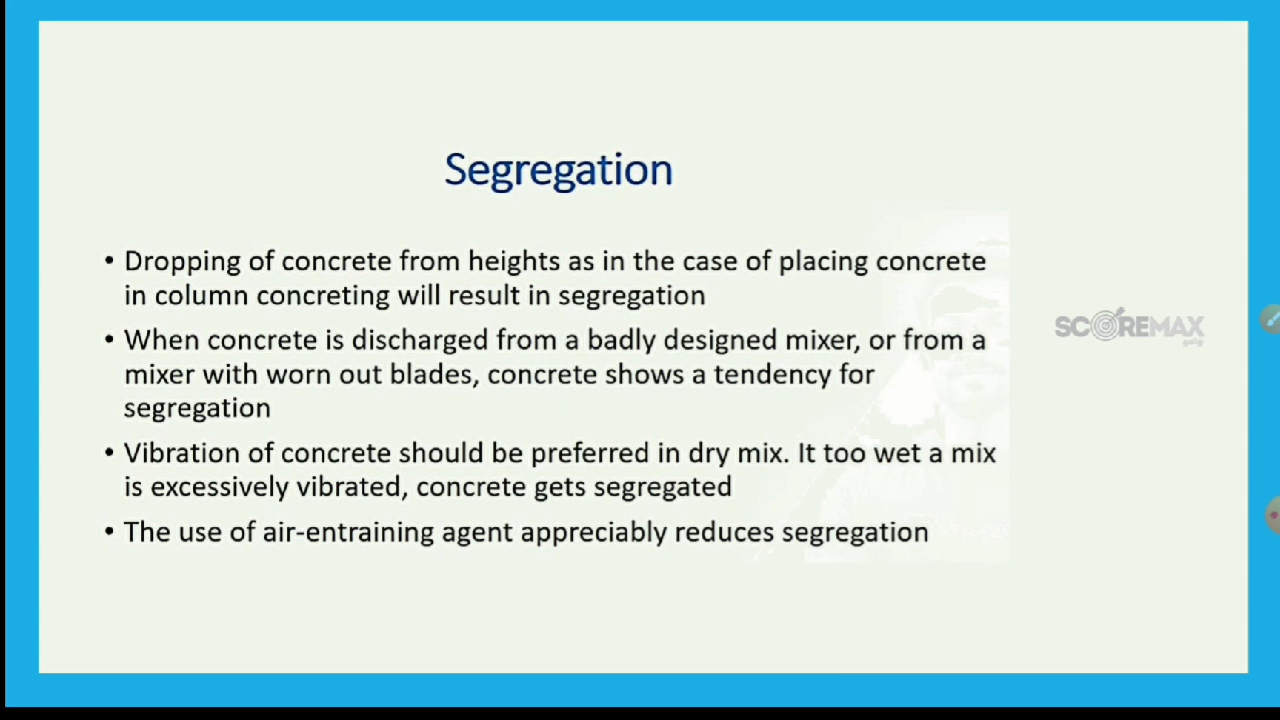 Segregation
• Dropping of concrete from heights as in the case of placing concrete
in column concreting will result in segregation
• When concrete is discharged from a badly designed mixer, or from a
mixer with worn out blades, concrete shows a tendency for
segregation
• Vibration of concrete should be preferred in dry mix. It too wet a mix
is excessively vibrated, concrete gets segregated
• The use of air-entraining agent appreciably reduces segregation
SCOREMAX